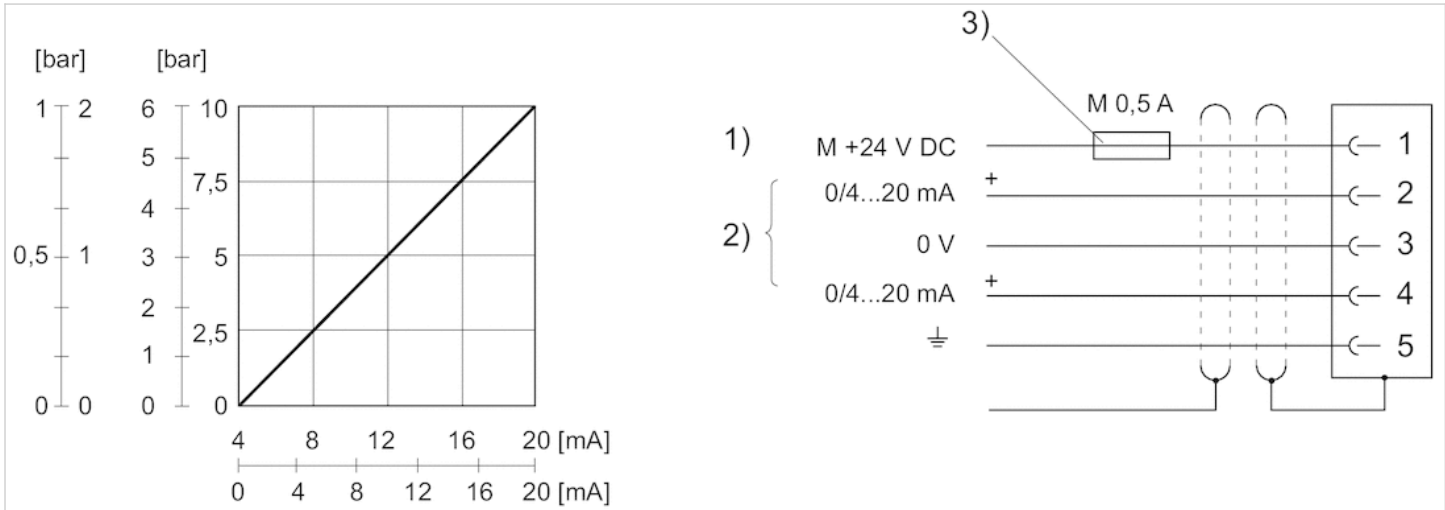 [bar] [bar]
1 2 6 10
5
7,5
4
0,5 1 3 5
2
2,5
1
0 0 0 0
4 8 12 16 20 [mA]
0 4 8 12 16 20 [mA]
3)
M 0,5 A
1) M +24 V DC 1
0/4...20 mA + 2
2) 0 V 3
0/4...20 mA + 4
5